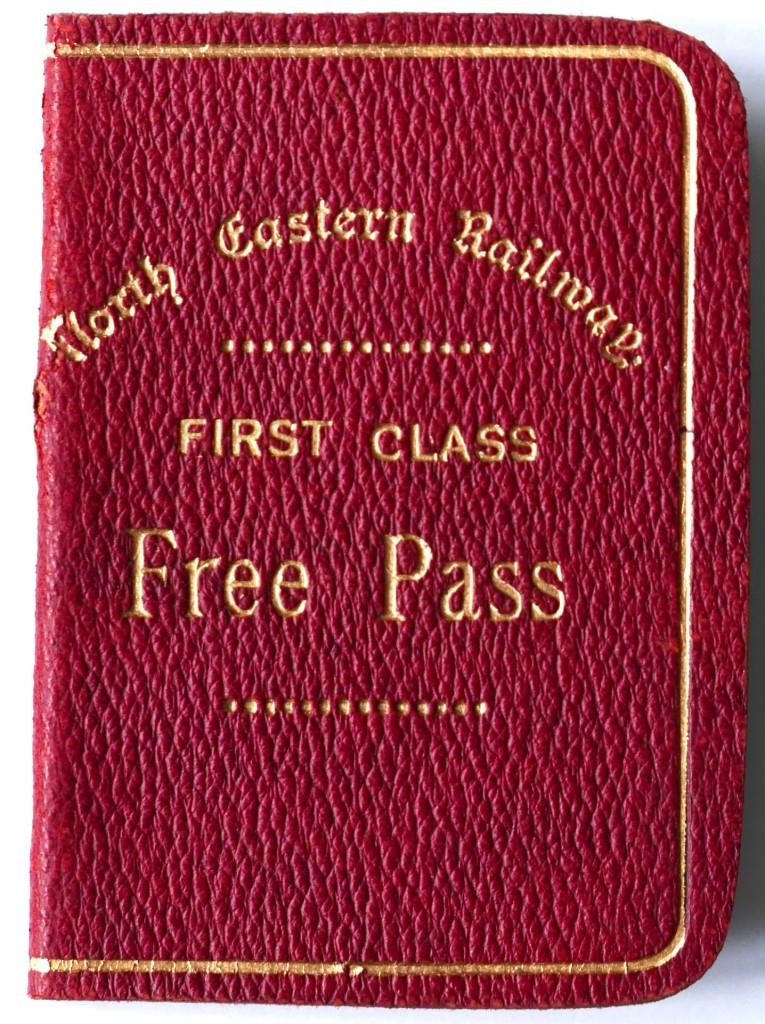 North Eastern Railway.
FIRST CLASS
Free Pass